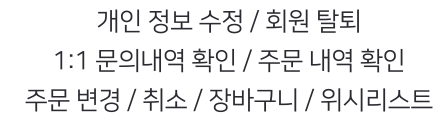 개인 정보 수정 / 회원 탈퇴
1:1 문의내역 확인 / 주문 내역 확인
주문 변경 / 취소 / 장바구니 / 위시리스트